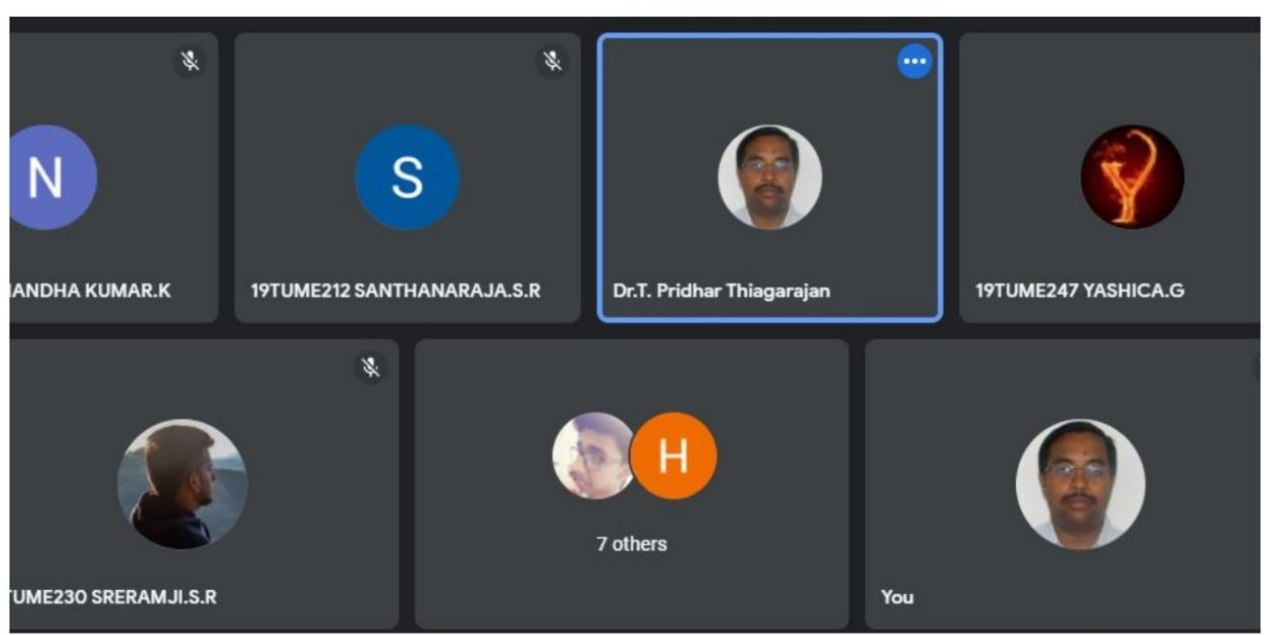 N
S
ANDHA KUMAR.K
19TUME212 SANTHANARAJA.S.R
Dr.T. Pridhar Thiagarajan
19TUME247 YASHICA.G
H
7 others
UME230 SRERAMJI.S.R
You